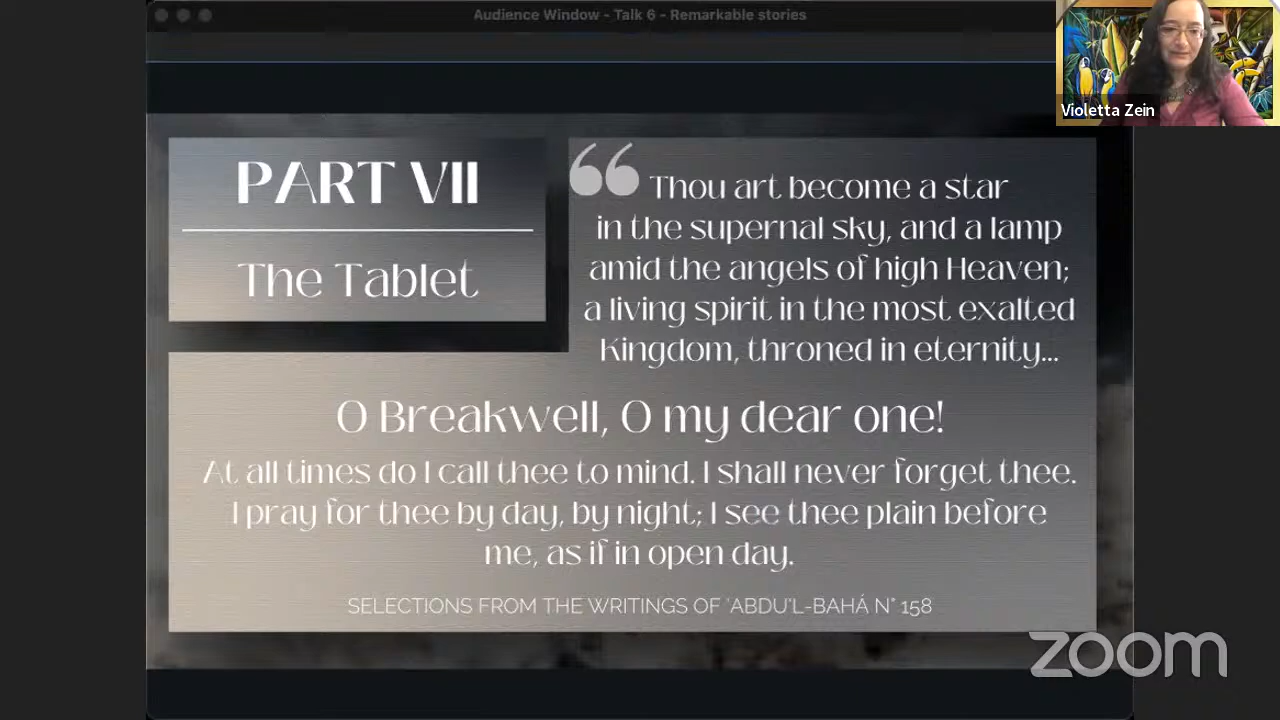 Audience Window - Talk 6 - Remarkable stories
Violetta Zein
PART VII
The Tablet
“Thou art become a star
in the supernal sky, and a lamp
amid the angels of high Heaven;
a living spirit in the most exalted
Kingdom, throned in eternity...
O Breakwell, O my dear one!
At all times do I call thee to mind. I shall never forget thee.
I pray for thee by day, by night; I see thee plain before
me, as if in open day.
SELECTIONS FROM THE WRITINGS OF 'ABDU'L-BAHÁ N° 158
zoom